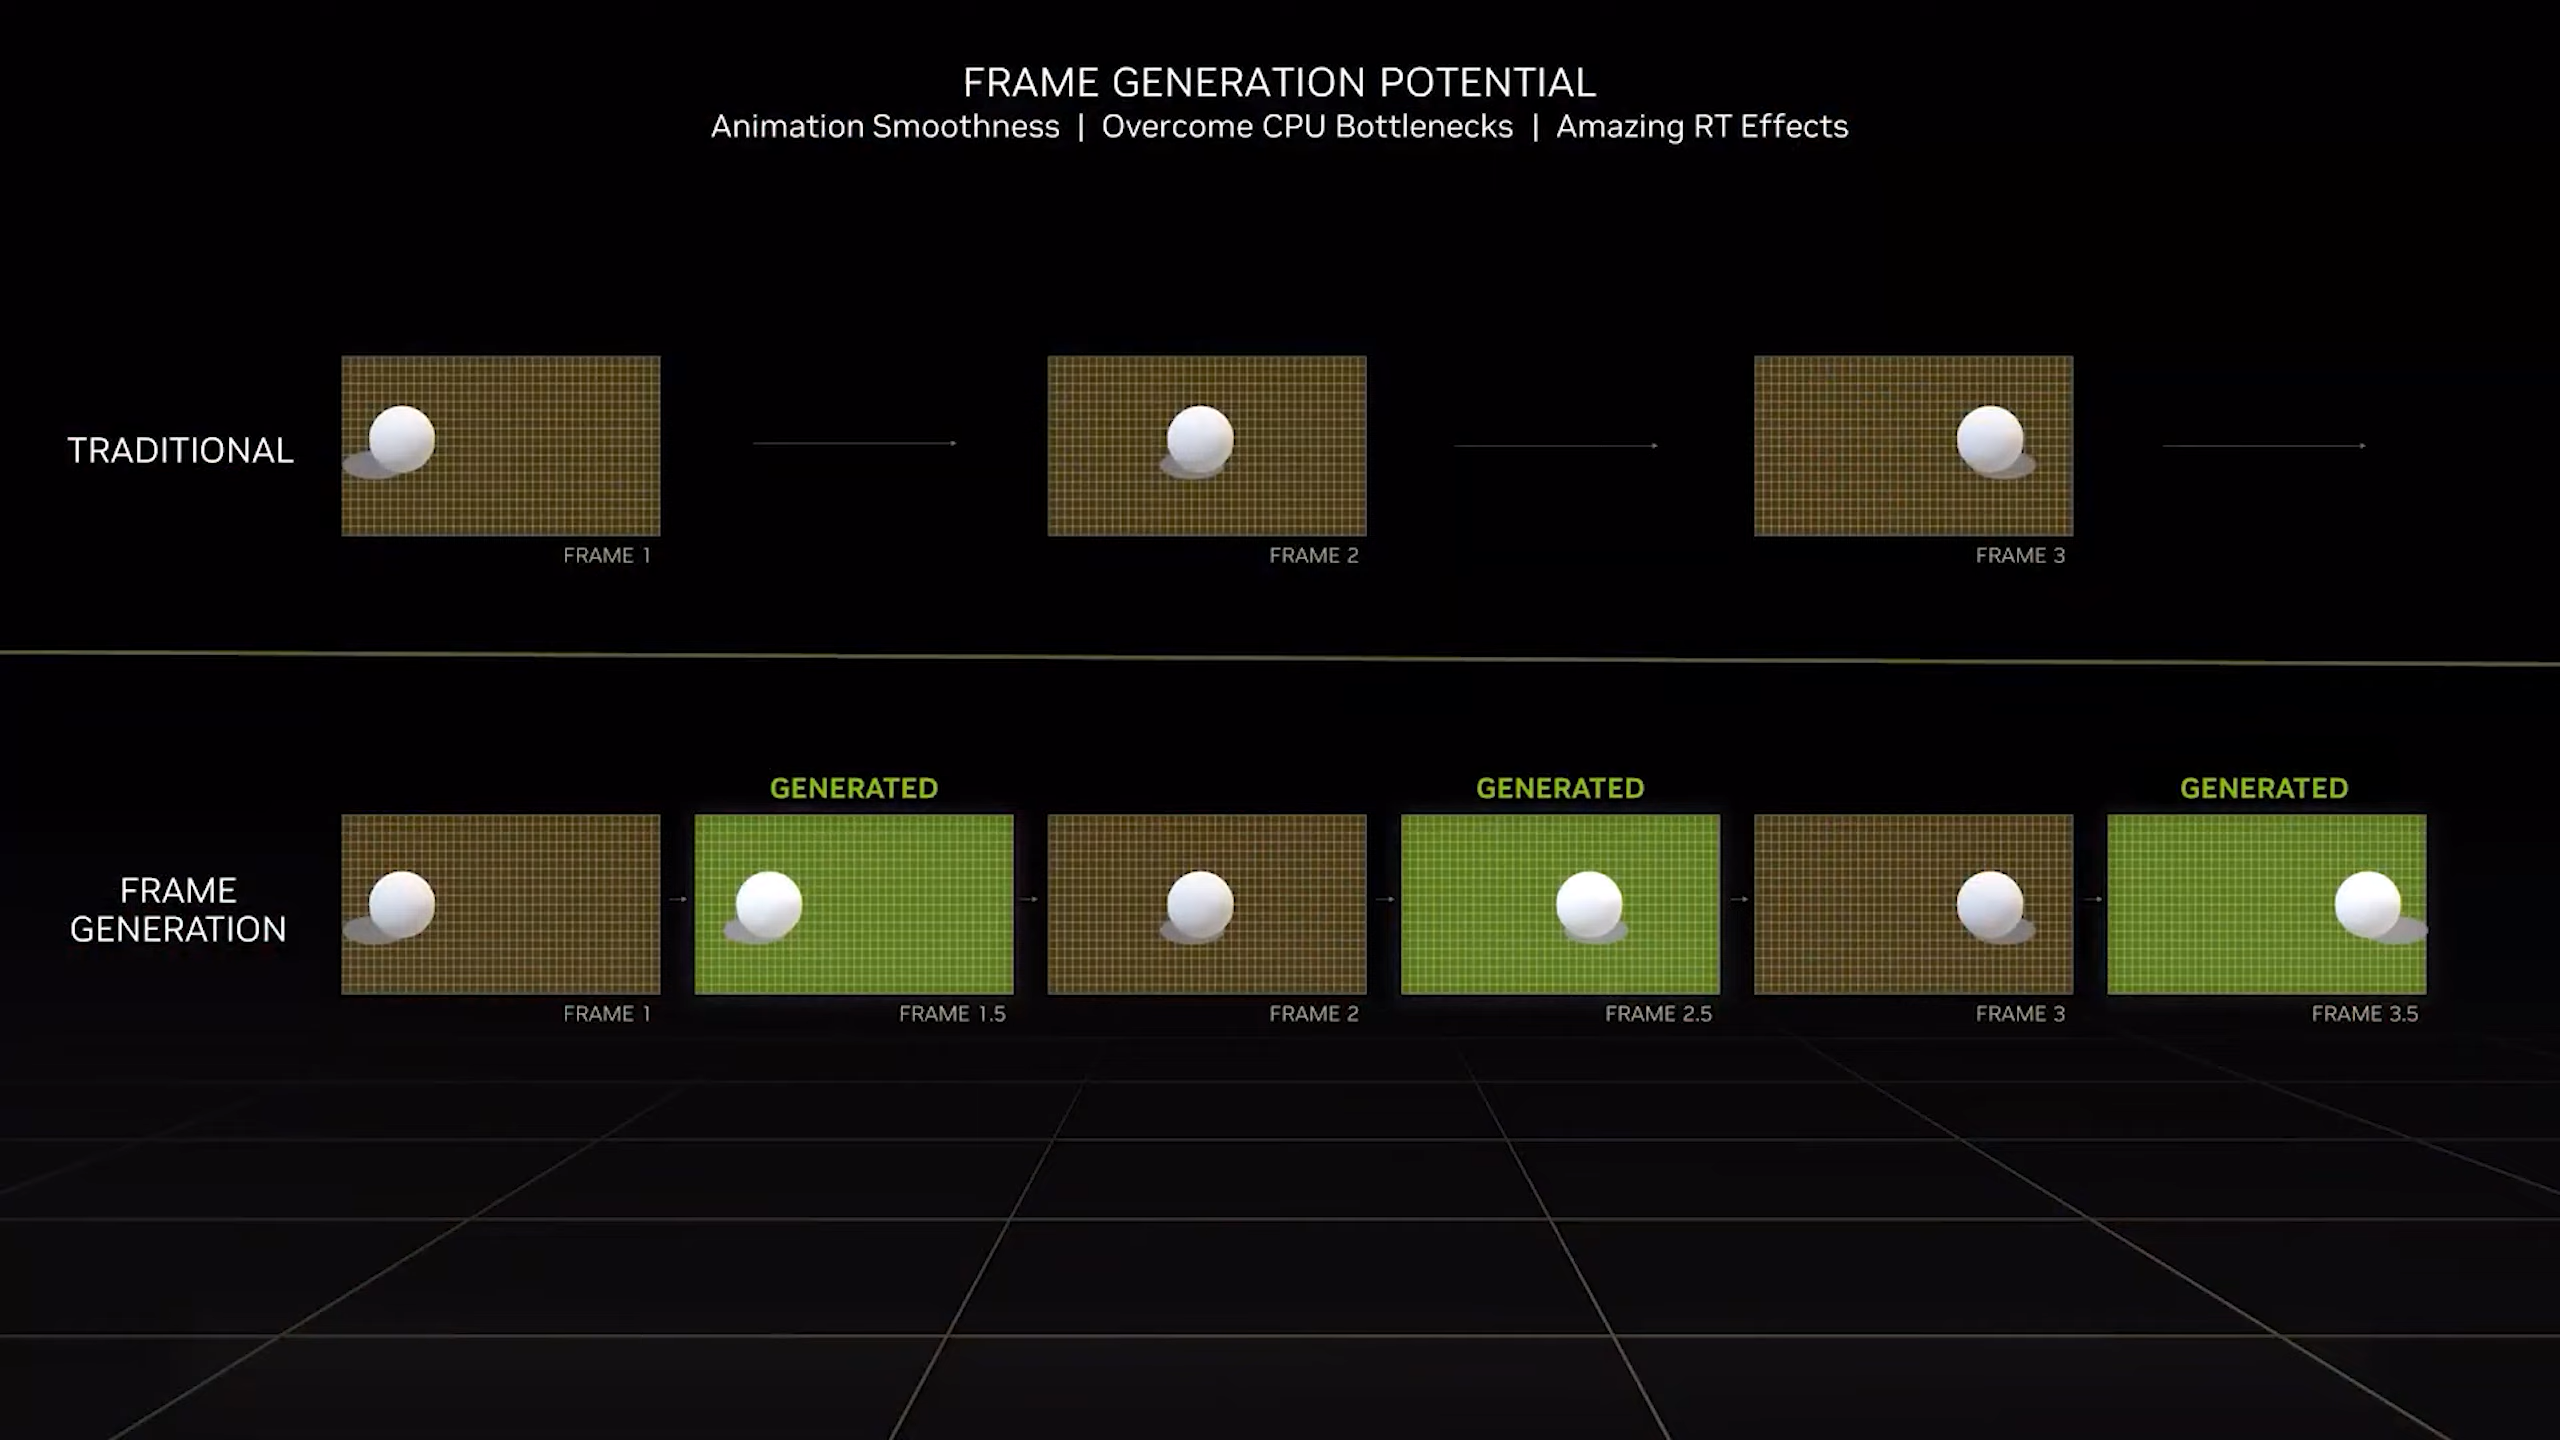 FRAME GENERATION POTENTIAL
Animation Smoothness | Overcome CPU Bottlenecks | Amazing RT Effects
TRADITIONAL
FRAME 1
FRAME 2
FRAME 3
GENERATED
GENERATED
GENERATED
FRAME
GENERATION
FRAME 1
FRAME 1.5
FRAME 2
FRAME 2.5
FRAME 3
FRAME 3.5